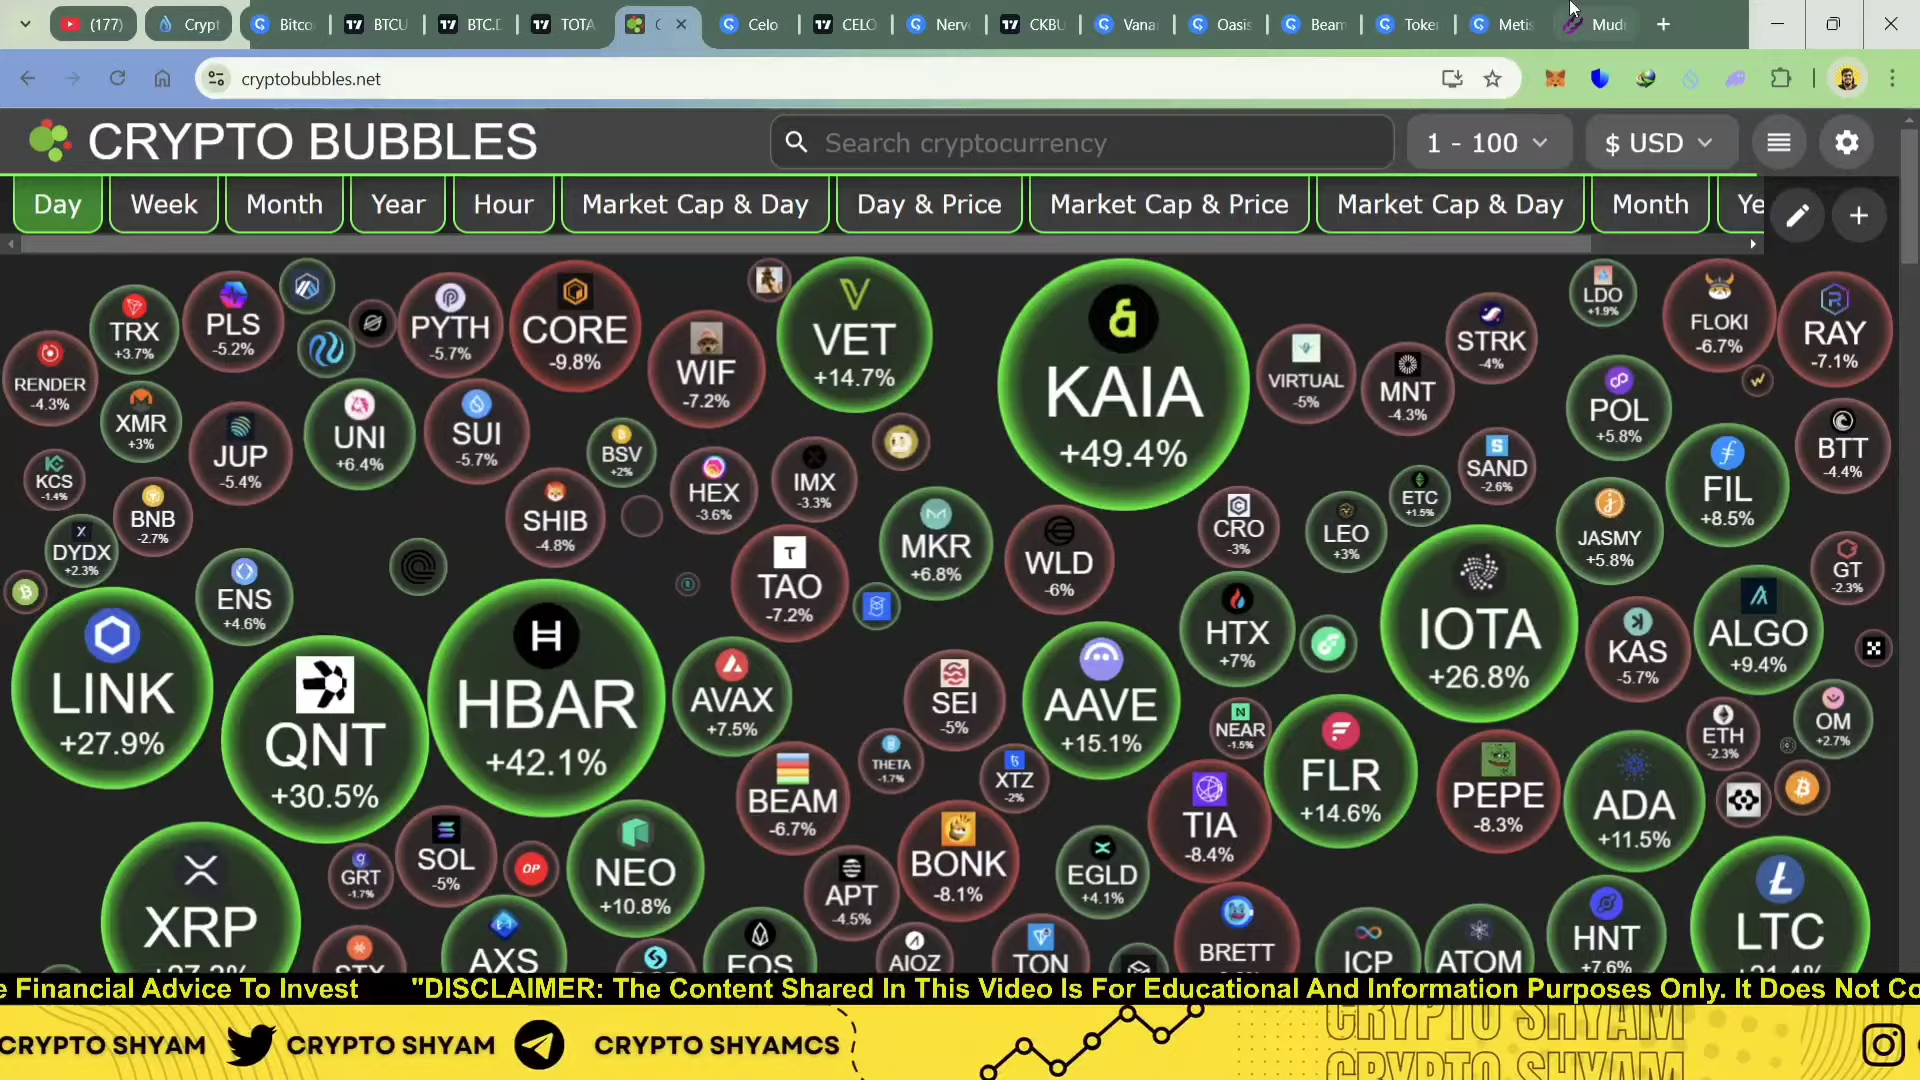 (177) Crypt Bitco BTCU BTC.D TOTA C Celo CELO Nerv CKBU Vana Oasis Beam Token Metis Mudr
cryptobubbles.net
CRYPTO BUBBLES Search cryptocurrency 1 - 100 $ USD
Day Week Month Year Hour Market Cap & Day Day & Price Market Cap & Price Market Cap & Day Month Ye
RENDER -4.3%
TRX +3.7%
PLS -5.2%
PYTH -5.7%
CORE -9.8%
WIF -7.2%
VET +14.7%
KAIA +49.4%
VIRTUAL -5%
MNT -4.3%
STRK -4%
LDO +1.9%
FLOKI -6.7%
RAY -7.1%
XMR +3%
JUP -5.4%
UNI +6.4%
SUI -5.7%
BSV +2%
POL +5.8%
BTT -4.4%
KCS -1.4%
BNB -2.7%
SHIB -4.8%
HEX -3.6%
IMX -3.3%
MKR +6.8%
WLD -6%
CRO -3%
LEO +3%
ETC +1.5%
SAND -2.6%
JASMY +5.8%
FIL +8.5%
GT -2.3%
DYDX +2.3%
ENS +4.6%
TAO -7.2%
HTX +7%
IOTA +26.8%
KAS -5.7%
ALGO +9.4%
LINK +27.9%
QNT +30.5%
HBAR +42.1%
AVAX +7.5%
SEI -5%
AAVE +15.1%
NEAR -1.5%
FLR +14.6%
PEPE -8.3%
ADA +11.5%
ETH -2.3%
OM +2.7%
BEAM -6.7%
THETA -1.7%
XTZ -2%
TIA -8.4%
XRP
GRT -1.7%
SOL -5%
OP
NEO +10.8%
APT -4.5%
BONK -8.1%
EGLD +4.1%
BRETT
HNT +7.6%
LTC
AXS
EOS
AIOZ
TON
ICP
ATOM
e Financial Advice To Invest "DISCLAIMER: The Content Shared In This Video Is For Educational And Information Purposes Only. It Does Not Co
CRYPTO SHYAM CRYPTO SHYAM CRYPTO SHYAMCS CRYPTO SHYAM
CRYPTO SHYAM